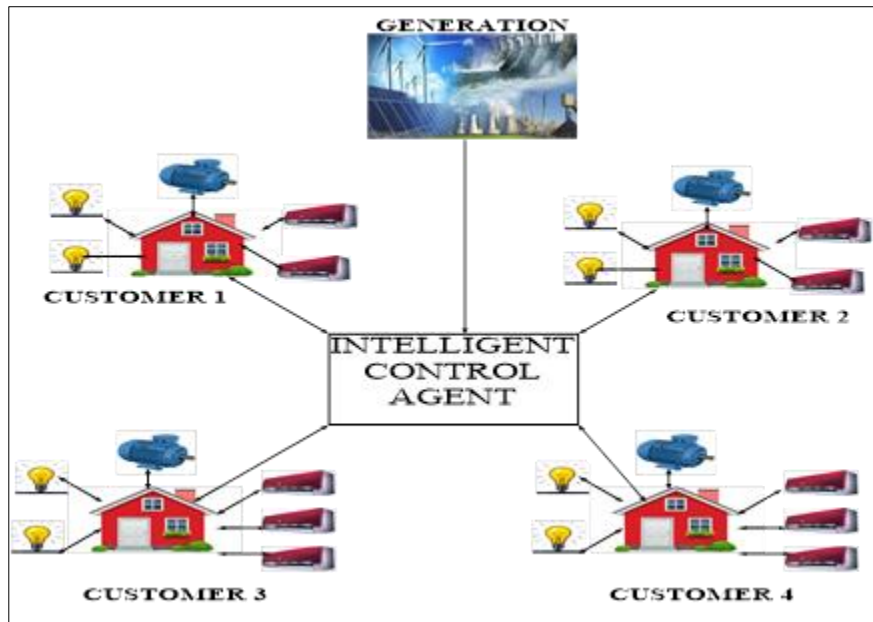 GENERATION
CUSTOMER 1
CUSTOMER 2
INTELLIGENT
CONTROL
AGENT
CUSTOMER 3
CUSTOMER 4